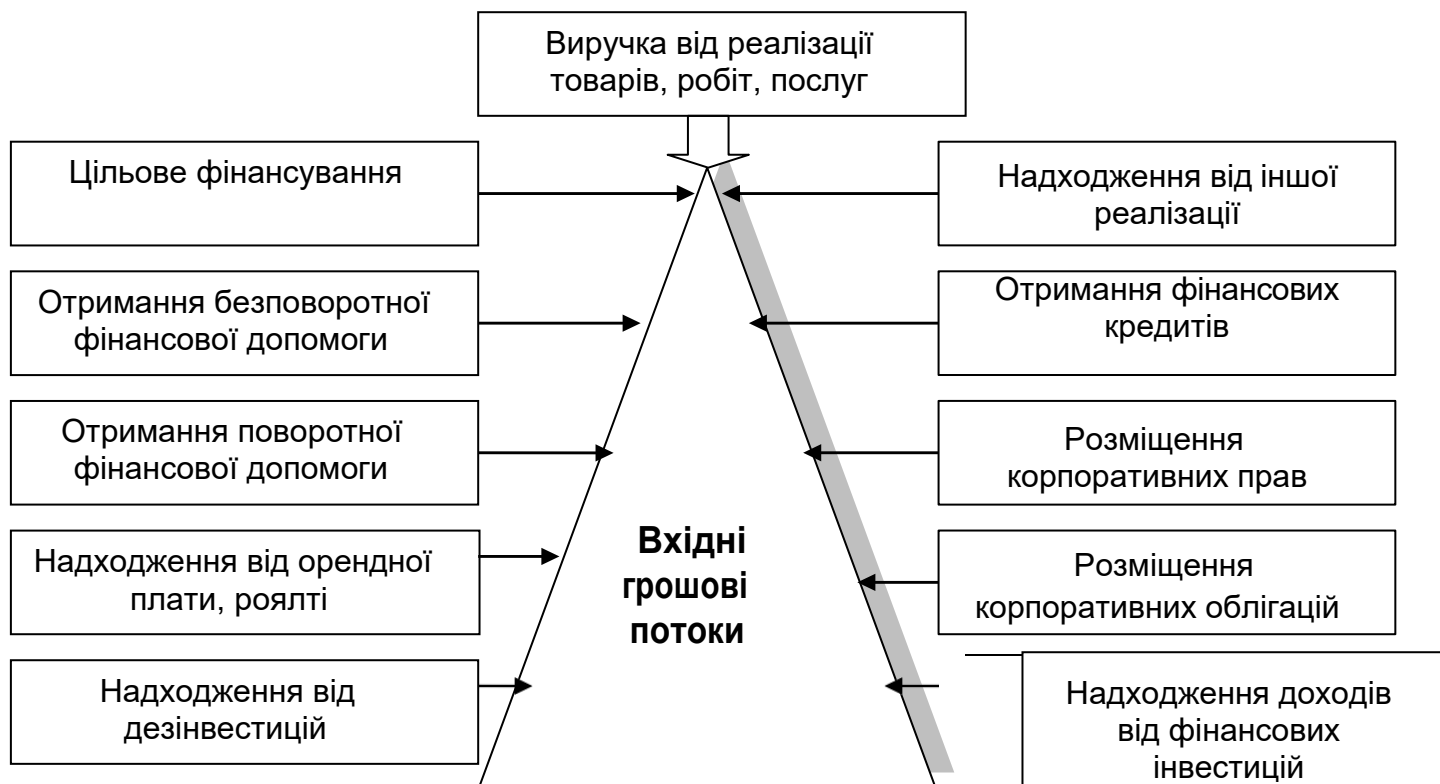 Виручка від реалізації
товарів, робіт, послуг
Цільове фінансування
Надходження від іншої
реалізації
Отримання безповоротної
фінансової допомоги
Отримання фінансових
кредитів
Отримання поворотної
фінансової допомоги
Розміщення
корпоративних прав
Вхідні
грошові
потоки
Надходження від орендної
плати, роялті
Розміщення
корпоративних облігацій
Надходження від
дезінвестицій
Надходження доходів
від фінансових
інвестицій